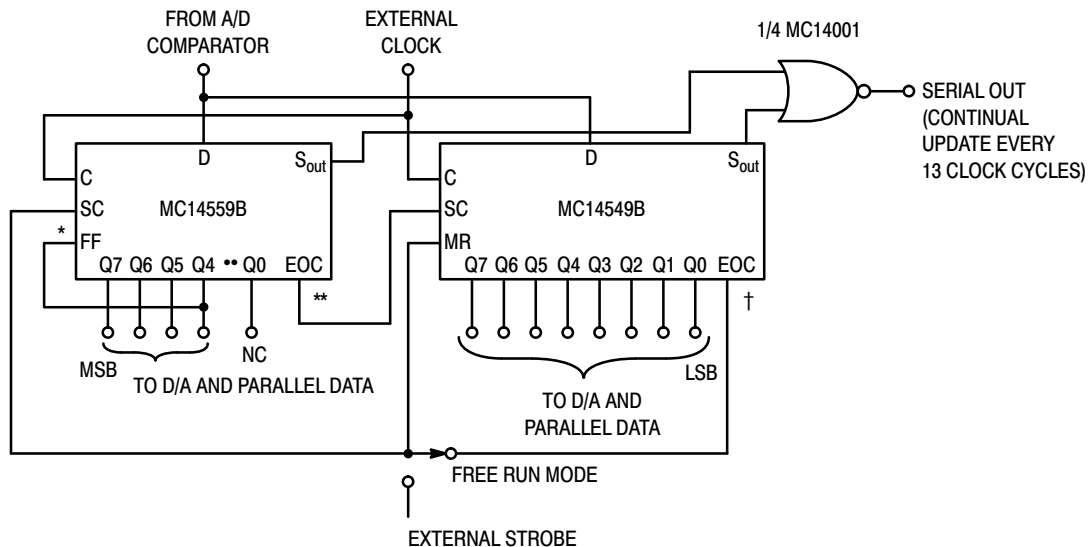 FROM A/D
COMPARATOR
EXTERNAL
CLOCK
1/4 MC14001
SERIAL OUT
(CONTINUAL
UPDATE EVERY
13 CLOCK CYCLES)
C
D
Sout
SC
MC14559B
* FF
Q7 Q6 Q5 Q4 •• Q0 EOC
**
C
D
Sout
SC
MC14549B
MR
Q7 Q6 Q5 Q4 Q3 Q2 Q1 Q0 EOC
†
MSB
NC
TO D/A AND PARALLEL DATA
LSB
TO D/A AND
PARALLEL DATA
FREE RUN MODE
EXTERNAL STROBE